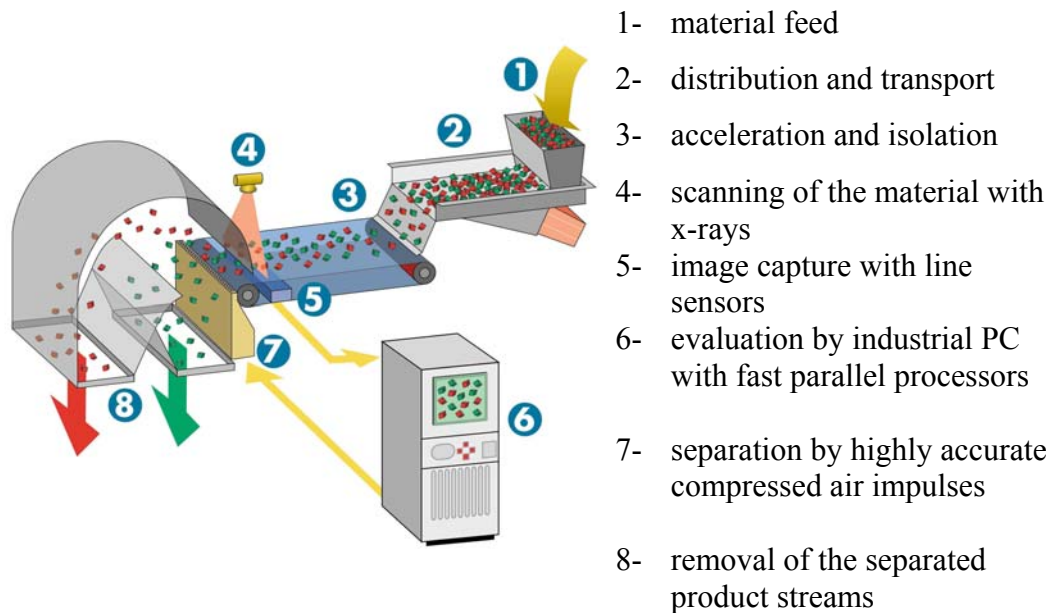 1- material feed
2- distribution and transport
3- acceleration and isolation
4- scanning of the material with
x-rays
5- image capture with line
sensors
6- evaluation by industrial PC
with fast parallel processors
7- separation by highly accurate
compressed air impulses
8- removal of the separated
product streams
1
2
3
4
5
6
7
8